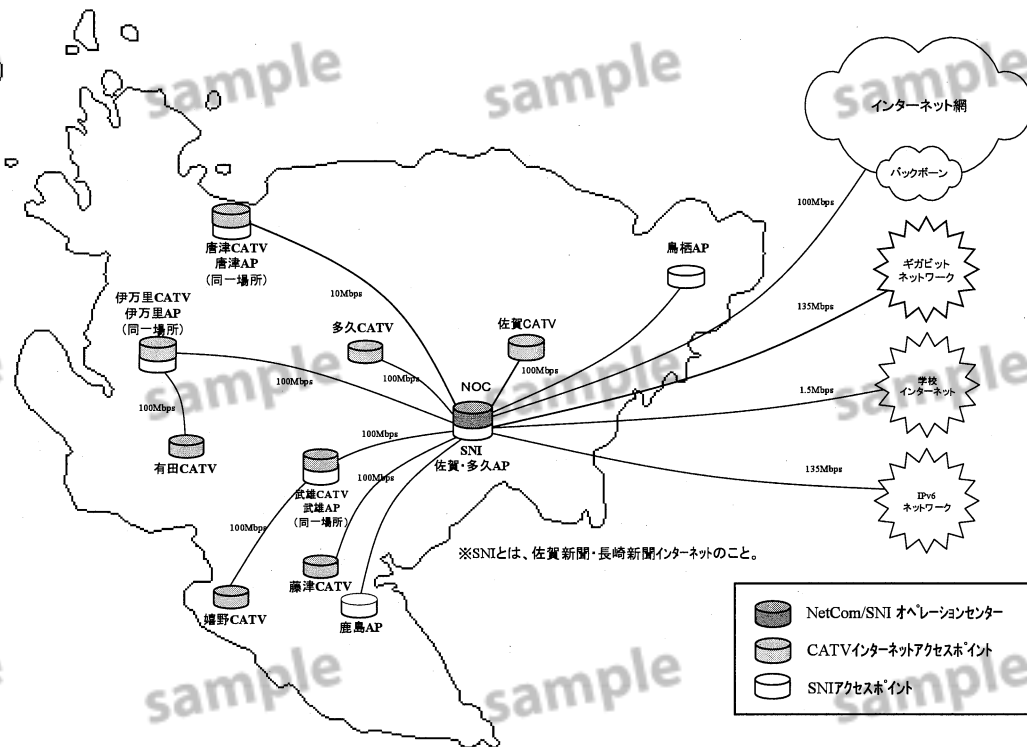 sample
sample
sample
インターネット網
バックボーン
100Mbps
唐津CATV
唐津AP
(同一場所)
鳥栖AP
ギガビット
ネットワーク
10Mbps
135Mbps
伊万里CATV
伊万里AP
(同一場所)
多久CATV
佐賀CATV
100Mbps
100Mbps
100Mbps
sample
sample
sample
NOC
学校
インターネット
1.5Mbps
100Mbps
有田CATV
100Mbps
SNI
佐賀・多久AP
135Mbps
100Mbps
武雄CATV
武雄AP
(同一場所)
IPv6
ネットワーク
100Mbps
※SNIとは、佐賀新聞・長崎新聞インターネットのこと。
藤津CATV
嬉野CATV
鹿島AP
NetCom/SNI オペレーションセンター
CATVインターネットアクセスポイント
SNIアクセスポイント
sample
sample
sample